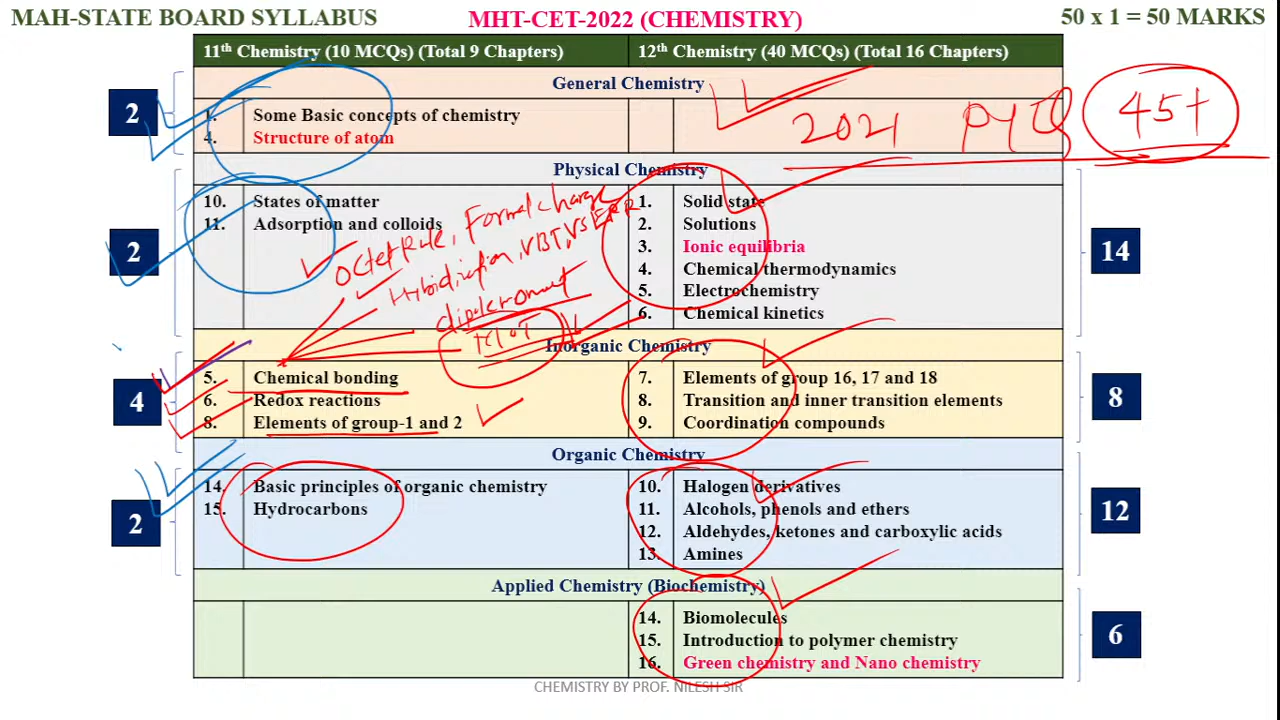 MAH-STATE BOARD SYLLABUS
MHT-CET-2022 (CHEMISTRY)
50 x 1 = 50 MARKS
11th Chemistry (10 MCQs) (Total 9 Chapters)
12th Chemistry (40 MCQs) (Total 16 Chapters)
General Chemistry
2
1. Some Basic concepts of chemistry
4. Structure of atom
2021 PYQ 45+
Physical Chemistry
2
10. States of matter
11. Adsorption and colloids
1. Solid state
2. Solutions
3. Ionic equilibria
4. Chemical thermodynamics
5. Electrochemistry
6. Chemical kinetics
14
Octet Rule, Formal charge
Hybridization, VBT, VSEPR
dipole moment
MOT
Inorganic Chemistry
4
5. Chemical bonding
6. Redox reactions
8. Elements of group-1 and 2
7. Elements of group 16, 17 and 18
8. Transition and inner transition elements
9. Coordination compounds
8
Organic Chemistry
2
14. Basic principles of organic chemistry
15. Hydrocarbons
10. Halogen derivatives
11. Alcohols, phenols and ethers
12. Aldehydes, ketones and carboxylic acids
13. Amines
12
Applied Chemistry (Biochemistry)
14. Biomolecules
15. Introduction to polymer chemistry
16. Green chemistry and Nano chemistry
6
CHEMISTRY BY PROF. NILESH SIR